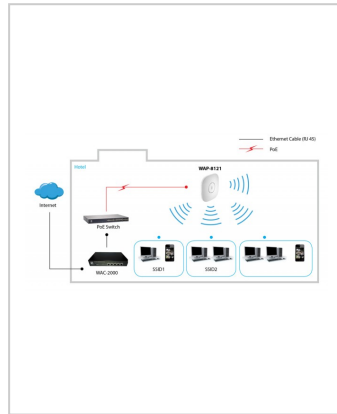 Ethernet Cable (RJ 45)
PoE
Hotel
WAP-8121
Internet
PoE Switch
WAC-2000
SSID1
SSID2